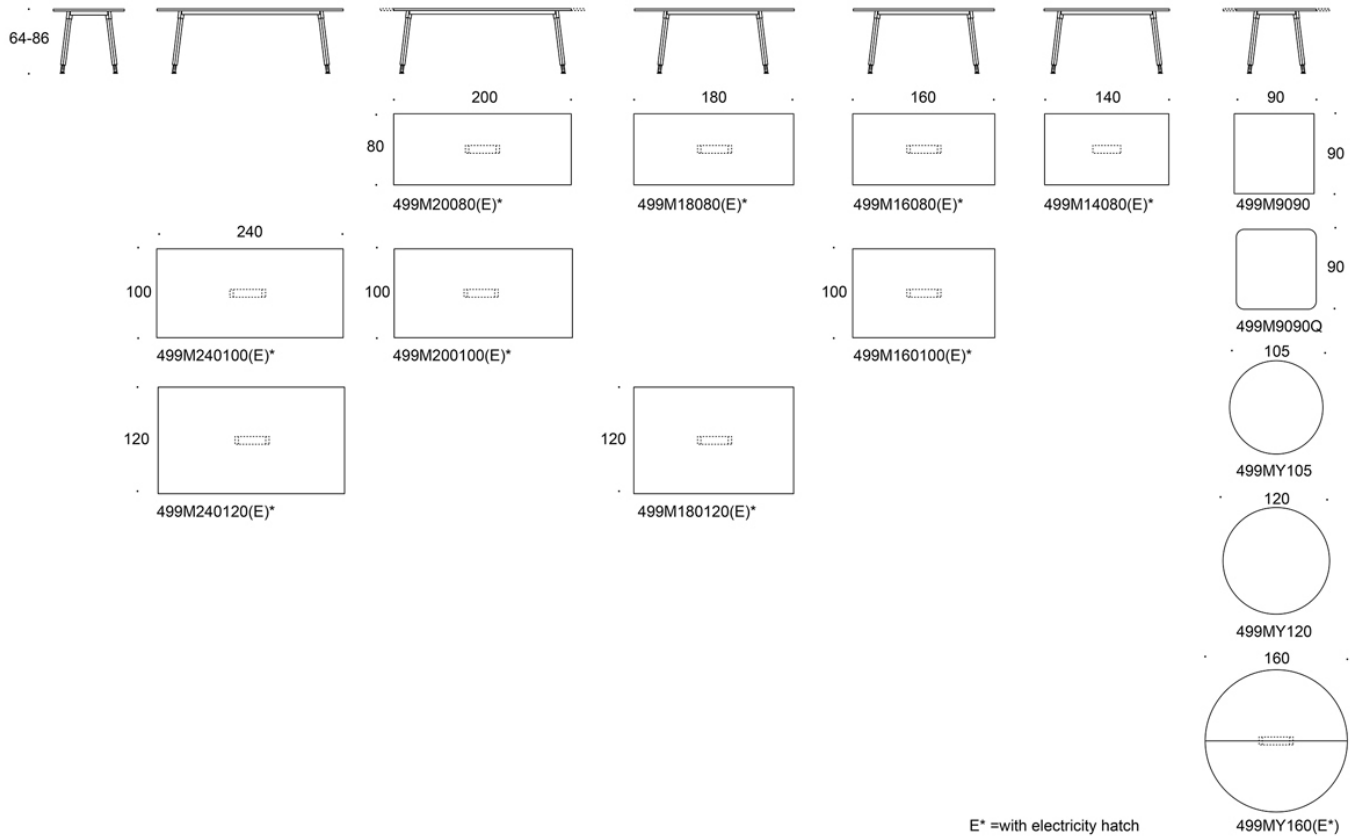 64-86
200 180 160 140 90
80 90
499M20080(E)* 499M18080(E)* 499M16080(E)* 499M14080(E)* 499M9090
240
100 100 100 90
499M9090Q
499M240100(E)* 499M200100(E)* 499M160100(E)*
105
120 120
499MY105
120
499M240120(E)* 499M180120(E)*
499MY120
160
E* =with electricity hatch 499MY160(E*)